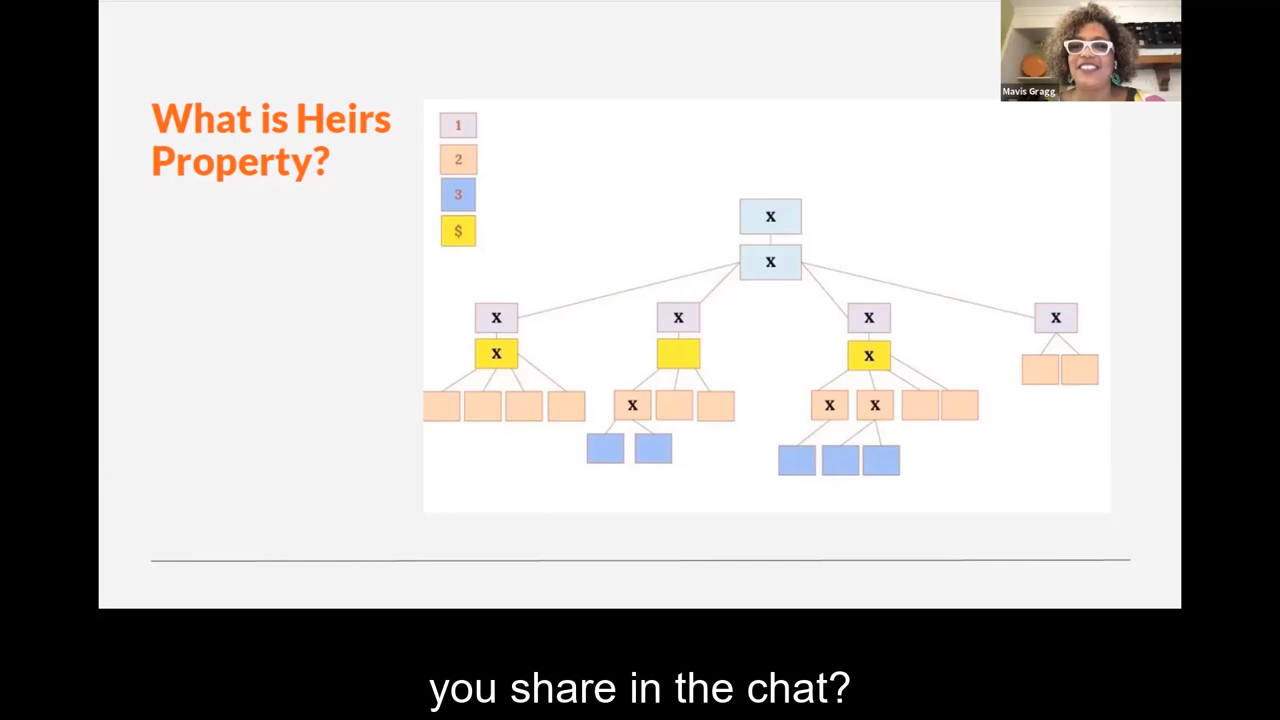 Mavis Gragg
What is Heirs
Property?
1
2
3
$
x
x
x x x x
x x
x x x
you share in the chat?